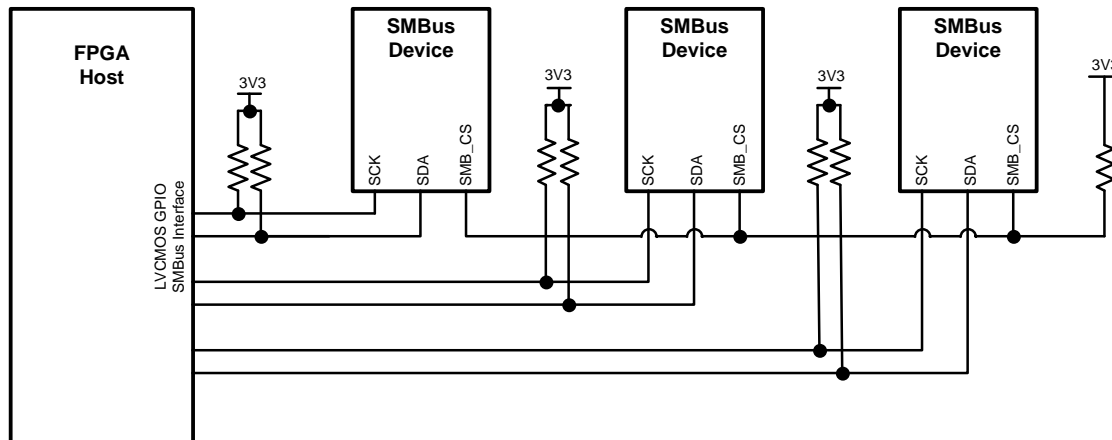 FPGA
Host
SMBus
Device
SMBus
Device
SMBus
Device
3V3
3V3
3V3
3V3
SCK
SDA
SMB_CS
SCK
SDA
SMB_CS
SCK
SDA
SMB_CS
LVCMOS GPIO
SMBus Interface